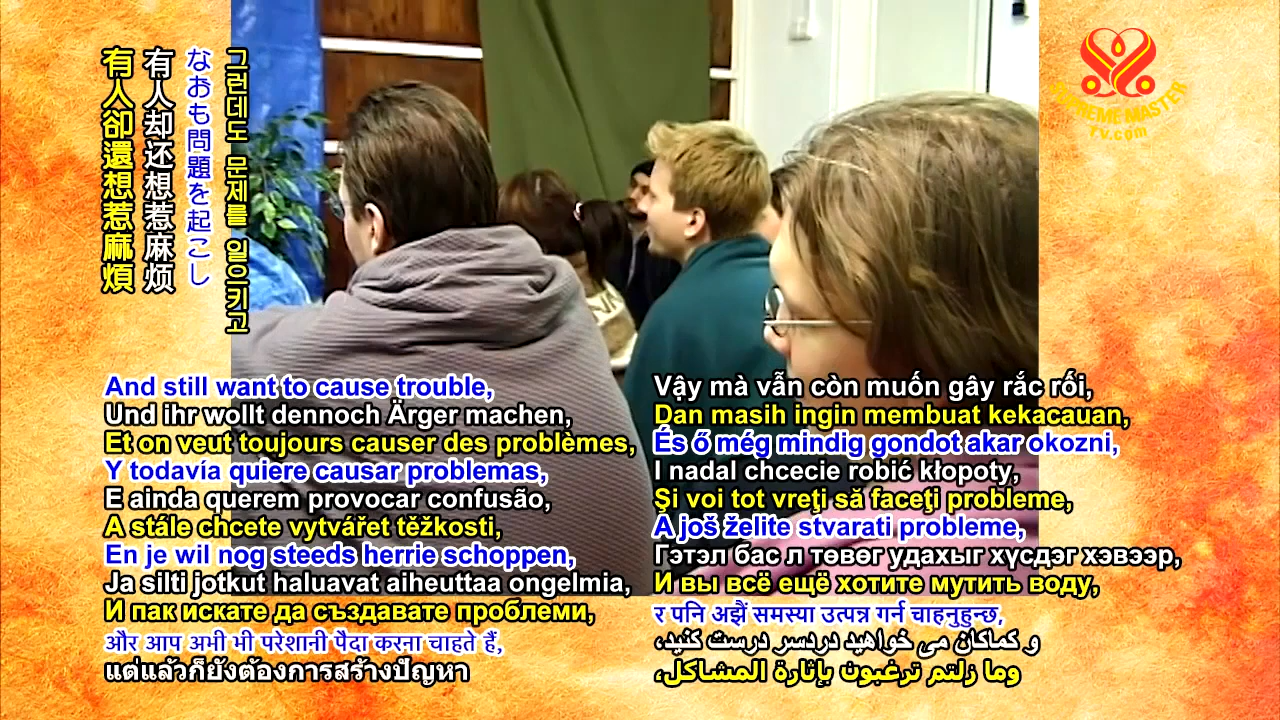 그런데도 문제를 일으키고
なおも問題を起こし
有人却还想惹麻烦
有人卻還想惹麻煩
SUPREME MASTER
TV.com
And still want to cause trouble,
Und ihr wollt dennoch Ärger machen,
Et on veut toujours causer des problèmes,
Y todavía quiere causar problemas,
E ainda querem provocar confusão,
A stále chcete vytvářet těžkosti,
En je wil nog steeds herrie schoppen,
Ja silti jotkut haluavat aiheuttaa ongelmia,
И пак искате да създавате проблеми,
और आप अभी भी परेशानी पैदा करना चाहते हैं,
แต่แล้วก็ยังต้องการสร้างปัญหา
Vậy mà vẫn còn muốn gây rắc rối,
Dan masih ingin membuat kekacauan,
És ő még mindig gondot akar okozni,
I nadal chcecie robić kłopoty,
Şi voi tot vreţi să faceţi probleme,
A još želite stvarati probleme,
Гэтэл бас л төвөг удахыг хүсдэг хэвээр,
И вы всё ещё хотите мутить воду,
र पनि अझैं समस्या उत्पन्न गर्न चाहनुहुन्छ,
و کماکان می خواهید دردسر درست کنید،
وما زلتم ترغبون بإثارة المشاكل،